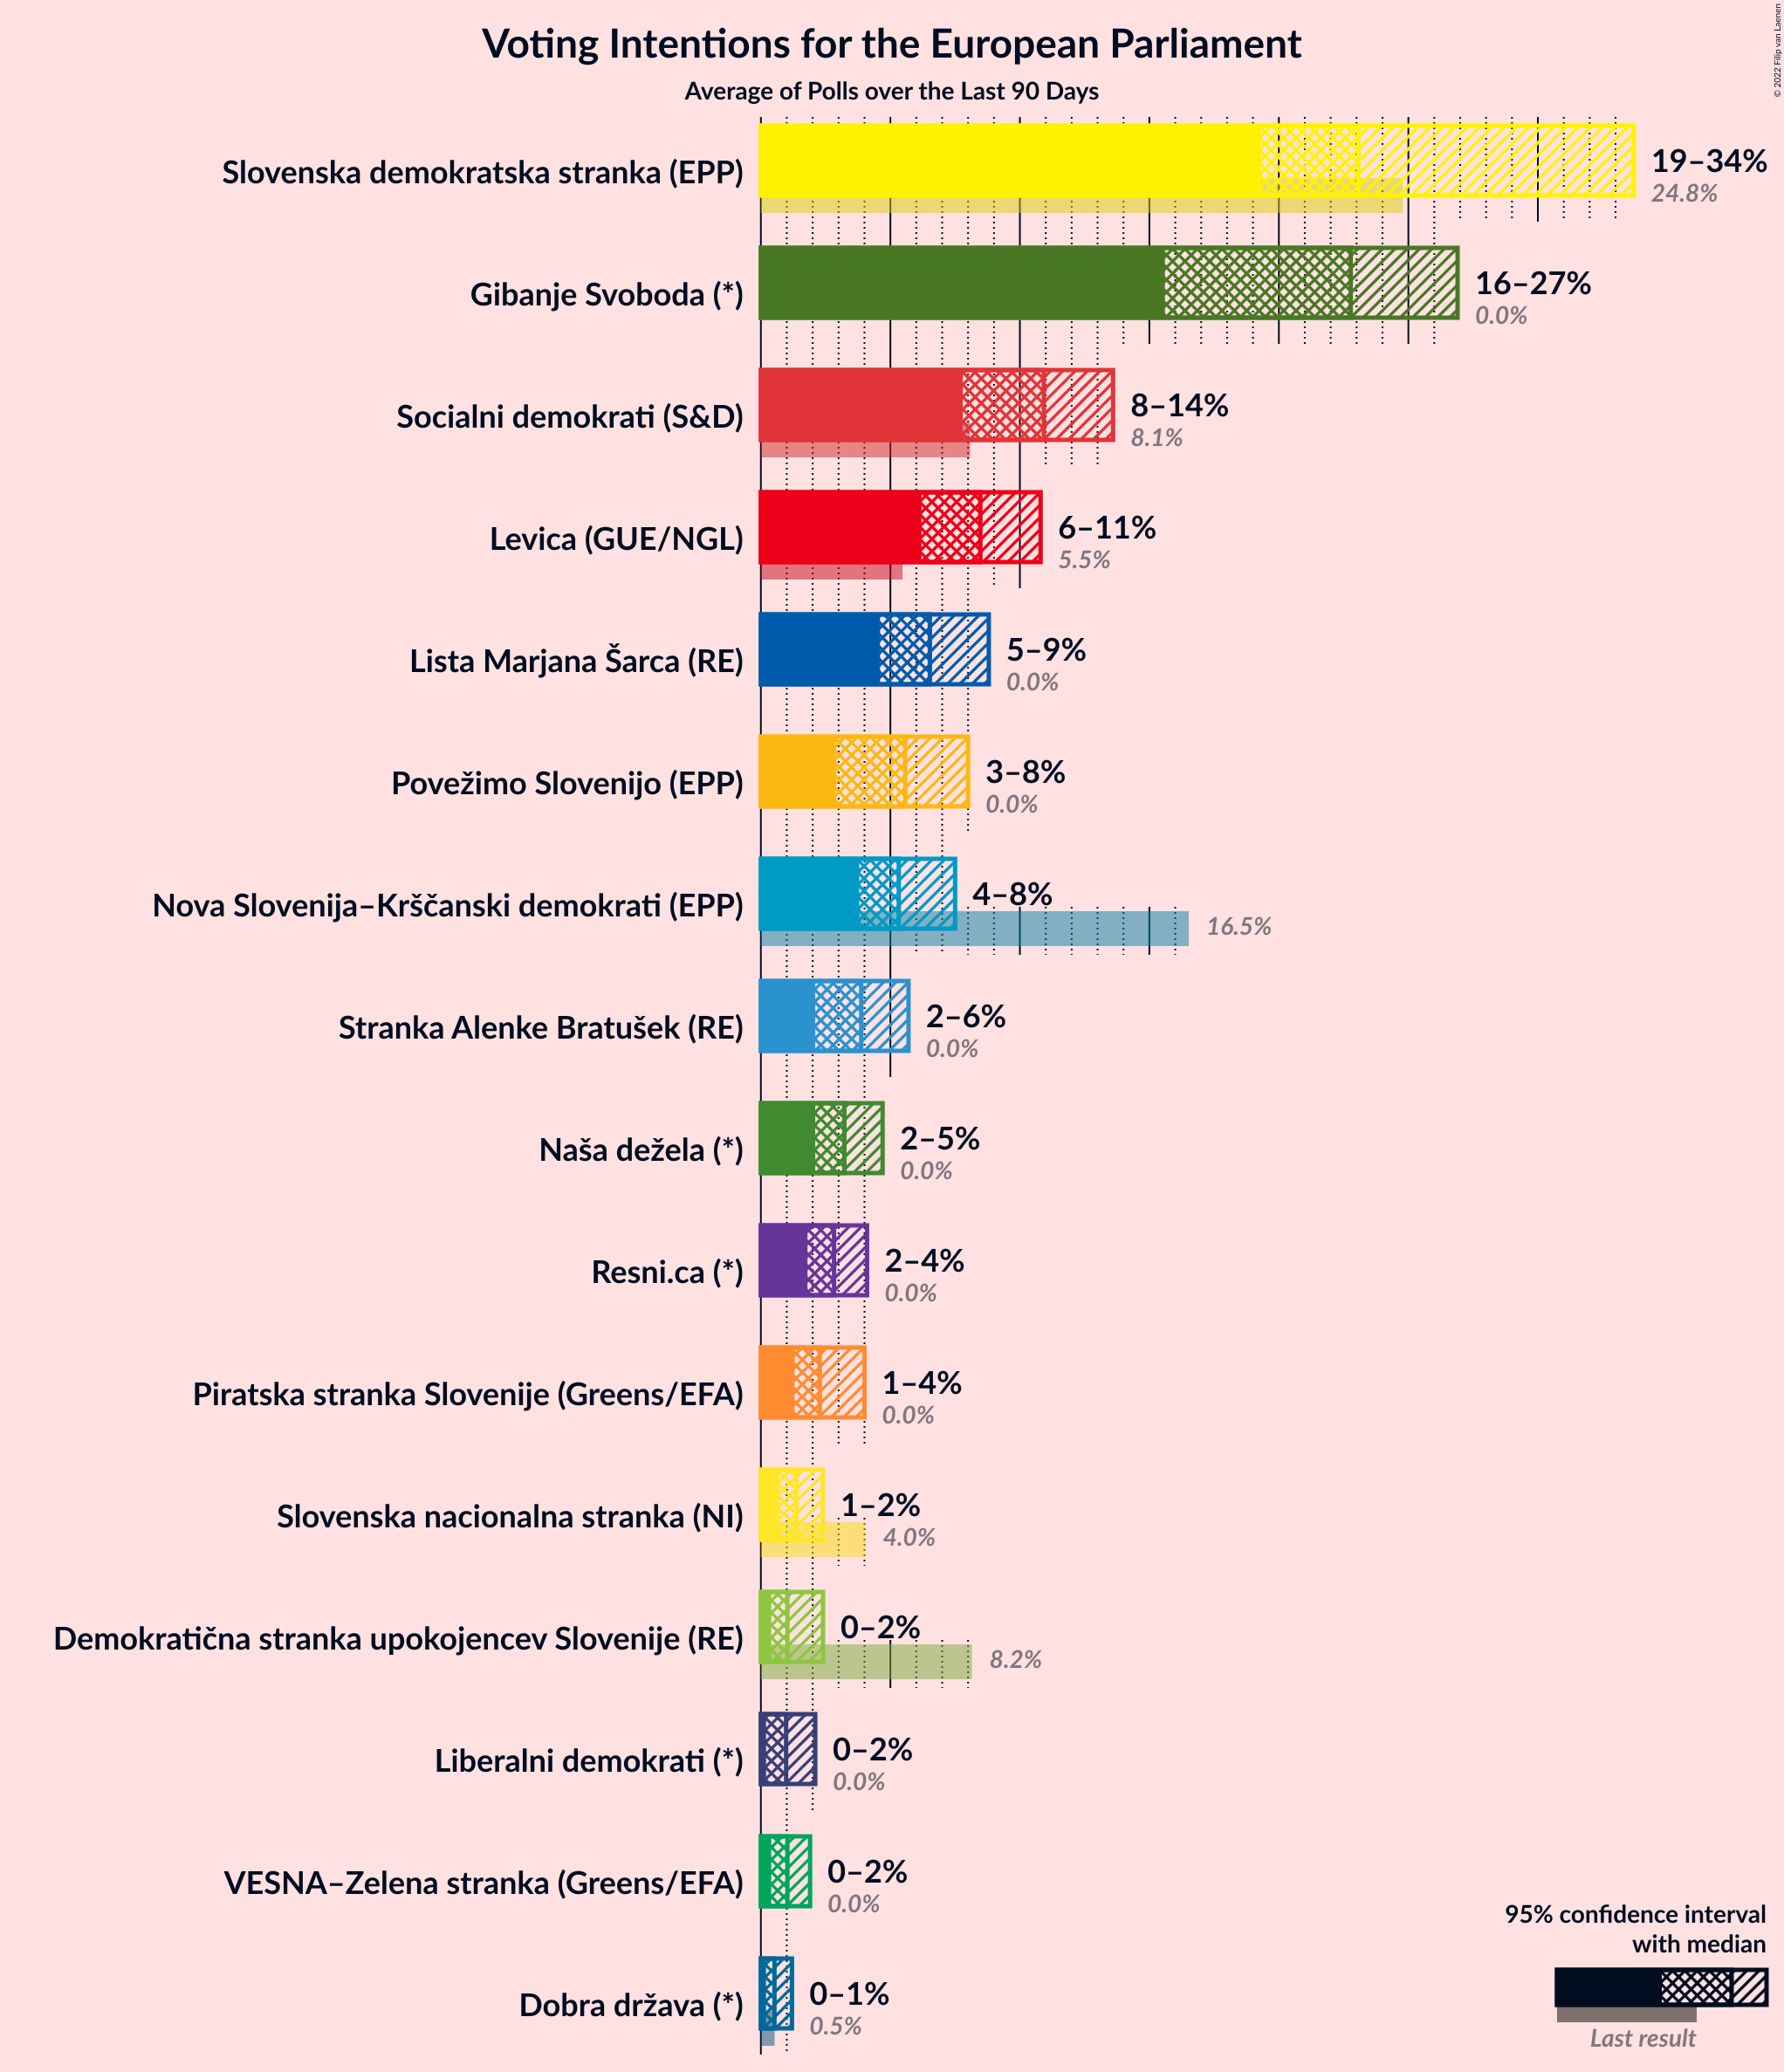 Voting Intentions for the European Parliament
Average of Polls over the Last 90 Days
© 2022 Filip van Laenen
Slovenska demokratska stranka (EPP)
19–34%
24.8%
Gibanje Svoboda (*)
16–27%
0.0%
Socialni demokrati (S&D)
8–14%
8.1%
Levica (GUE/NGL)
6–11%
5.5%
Lista Marjana Šarca (RE)
5–9%
0.0%
Povežimo Slovenijo (EPP)
3–8%
0.0%
Nova Slovenija–Krščanski demokrati (EPP)
4–8%
16.5%
Stranka Alenke Bratušek (RE)
2–6%
0.0%
Naša dežela (*)
2–5%
0.0%
Resni.ca (*)
2–4%
0.0%
Piratska stranka Slovenije (Greens/EFA)
1–4%
0.0%
Slovenska nacionalna stranka (NI)
1–2%
4.0%
Demokratična stranka upokojencev Slovenije (RE)
0–2%
8.2%
Liberalni demokrati (*)
0–2%
0.0%
VESNA–Zelena stranka (Greens/EFA)
0–2%
0.0%
Dobra država (*)
0–1%
0.5%
95% confidence interval
with median
Last result